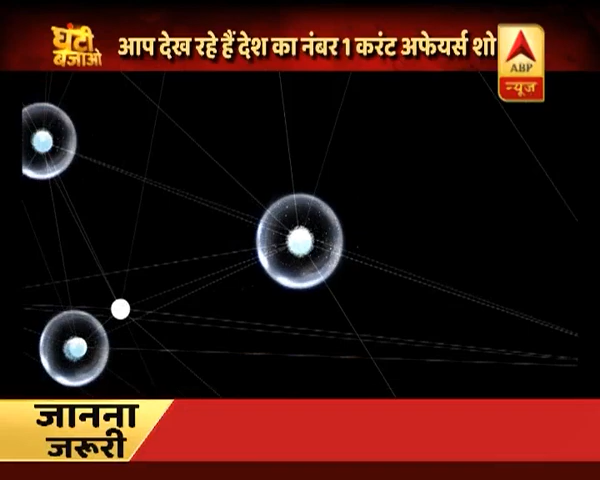 घंटी
बजाओ
आप देख रहे हैं देश का नंबर 1 करंट अफेयर्स शो
ABP
न्यूज़
जानना
जरूरी